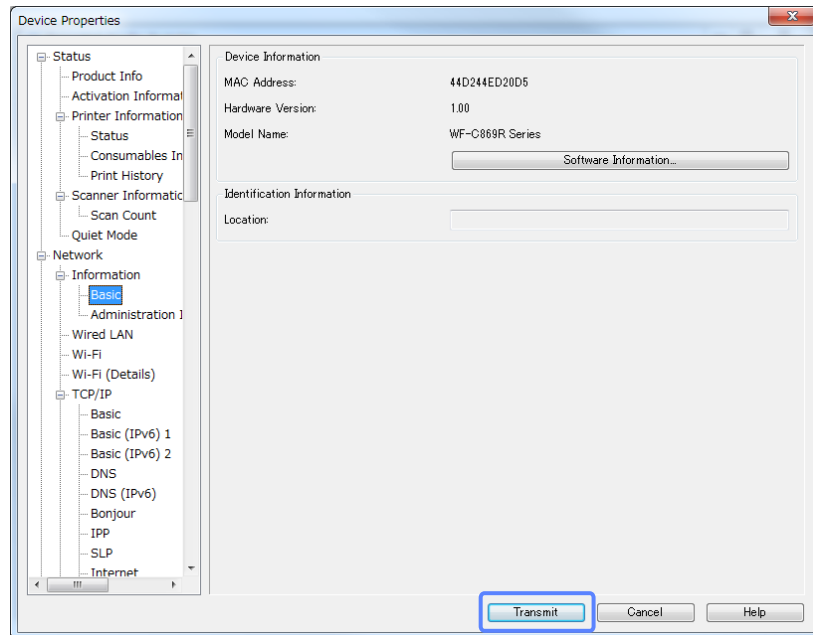 Device Properties
Status
Product Info
Activation Informat
Printer Information
Status
Consumables In
Print History
Scanner Informatic
Scan Count
Quiet Mode
Network
Information
Basic
Administration I
Wired LAN
Wi-Fi
Wi-Fi (Details)
TCP/IP
Basic
Basic (IPv6) 1
Basic (IPv6) 2
DNS
DNS (IPv6)
Bonjour
IPP
SLP
Internet
Device Information
MAC Address: 44D244ED20D5
Hardware Version: 1.00
Model Name: WF-C869R Series
Software Information...
Identification Information
Location:
Transmit Cancel Help